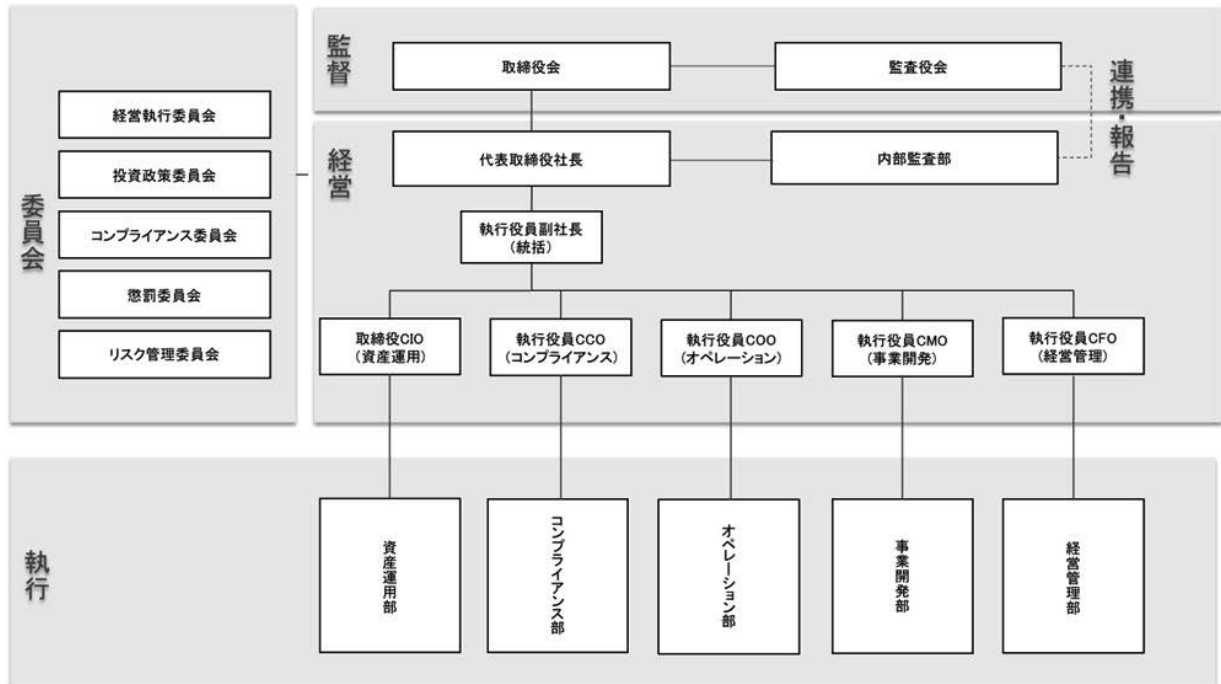 監督
取締役会
監査役会
連携・報告
委員会
経営執行委員会
投資政策委員会
コンプライアンス委員会
懲罰委員会
リスク管理委員会
経営
代表取締役社長
内部監査部
執行役員副社長
(統括)
取締役CIO
(資産運用)
執行役員CCO
(コンプライアンス)
執行役員COO
(オペレーション)
執行役員CMO
(事業開発)
執行役員CFO
(経営管理)
執行
資産運用部
コンプライアンス部
オペレーション部
事業開発部
経営管理部